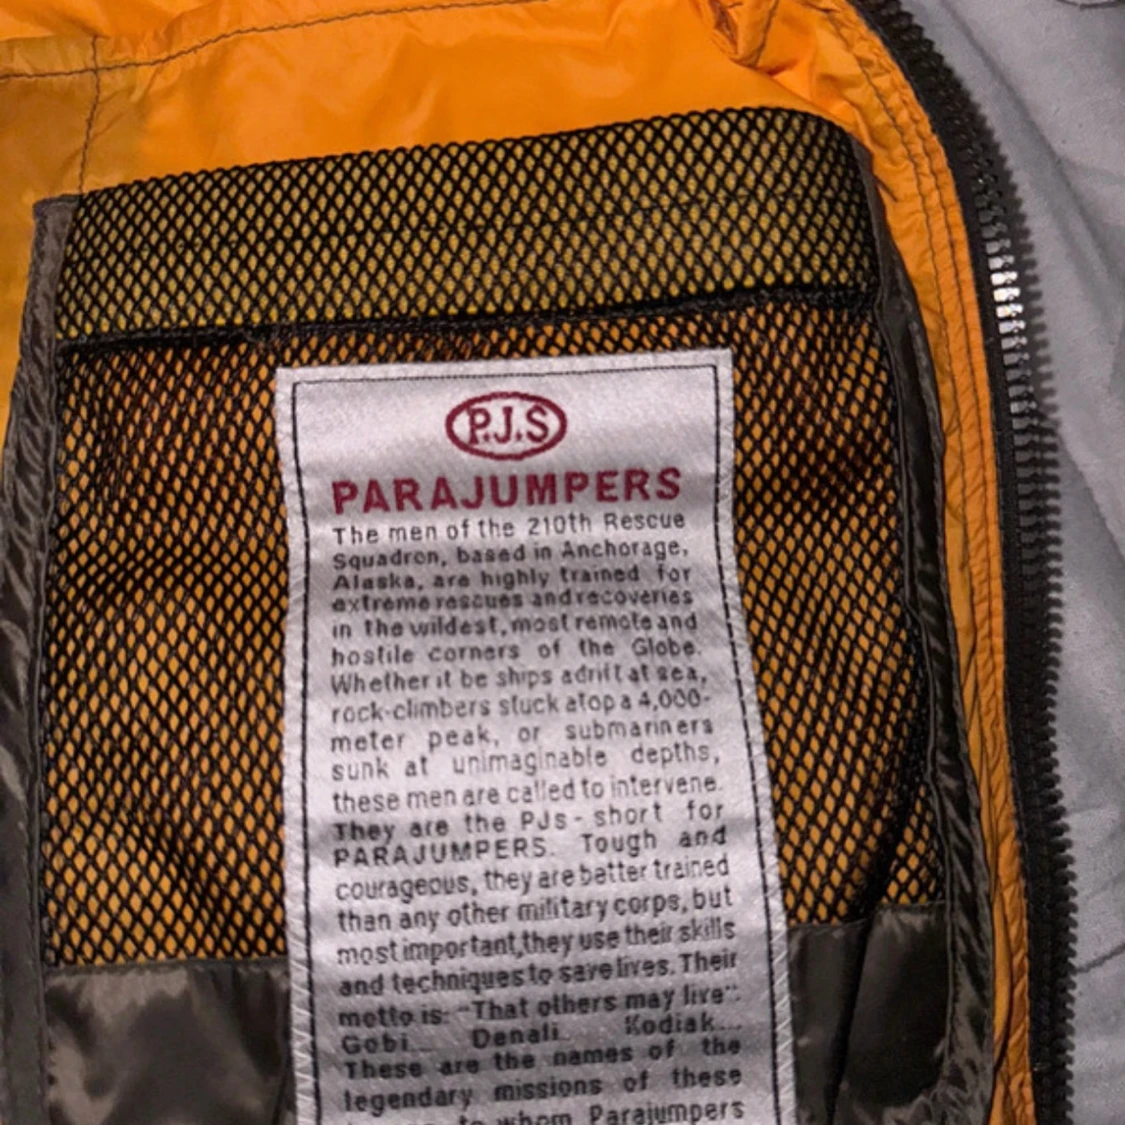 P.J.S
PARAJUMPERS
The men of the 210th Rescue
Squadron, based in Anchorage,
Alaska, are highly trained for
extreme rescues and recoveries
in the wildest, most remote and
hostile corners of the Globe.
Whether it be ships adrift at sea,
rock-climbers stuck atop a 4,000-
meter peak, or submariners
sunk at unimaginable depths,
these men are called to intervene.
They are the PJs - short for
PARAJUMPERS. Tough and
courageous, they are better trained
than any other military corps, but
most important, they use their skills
and techniques to save lives. Their
motto is: "That others may live".
Gobi... Denali... Kodiak...
These are the names of the
legendary missions of these
to whom Parajumpers